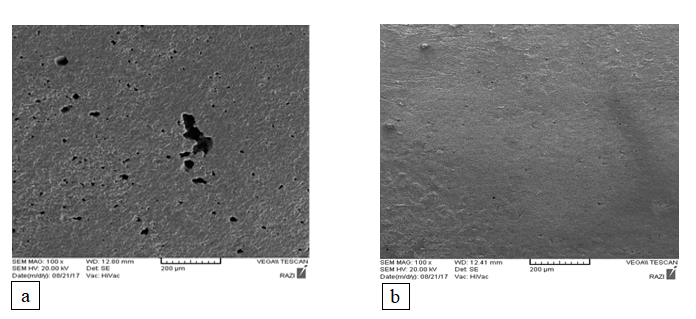 SEM MAG: 100 x WD: 12.80 mm VEGA\\ TESCAN
SEM HV: 20.00 kV Det: SE 200 µm
Date(m/d/y): 08/21/17 Vac: HiVac RAZI
a
SEM MAG: 100 x WD: 12.41 mm VEGA\\ TESCAN
SEM HV: 20.00 kV Det: SE 200 µm
Date(m/d/y): 08/21/17 Vac: HiVac RAZI
b